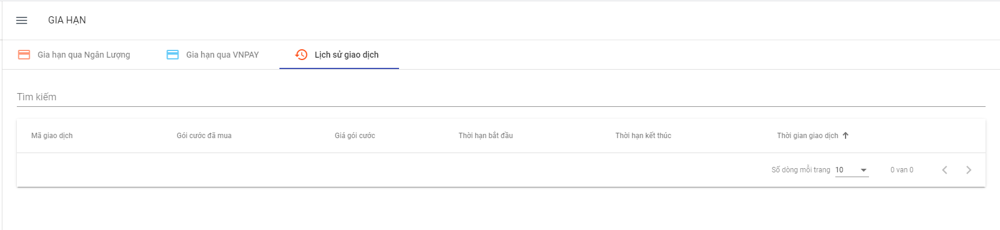 GIA HẠN
Gia hạn qua Ngân Lượng Gia hạn qua VNPAY Lịch sử giao dịch
Tìm kiếm
Mã giao dịch Gói cước đã mua Giá gói cước Thời hạn bắt đầu Thời hạn kết thúc Thời gian giao dịch
Số dòng mỗi trang 10 0 van 0